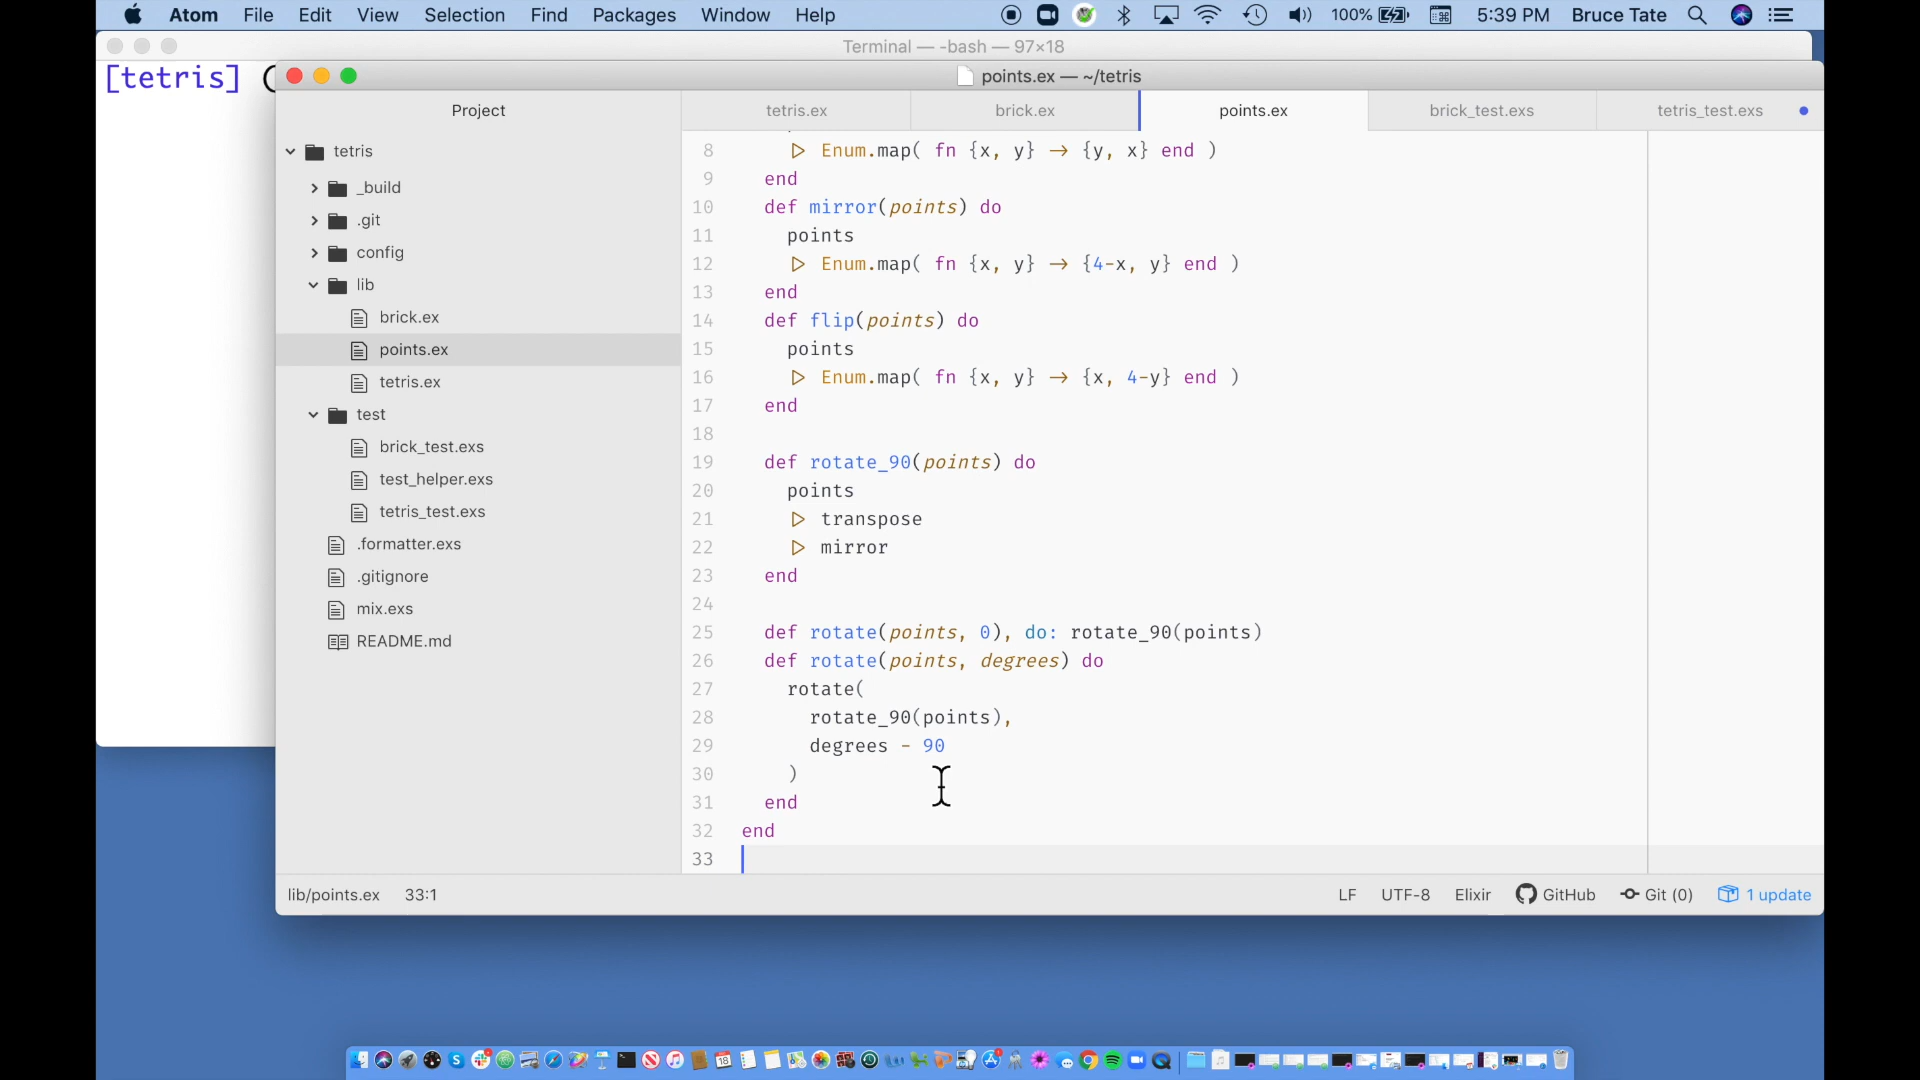 Atom File Edit View Selection Find Packages Window Help 100% 5:39 PM Bruce Tate
Terminal — -bash — 97×18
[tetris]
points.ex — ~/tetris
Project
tetris.ex brick.ex points.ex brick_test.exs tetris_test.exs
tetris
_build
.git
config
lib
brick.ex
points.ex
tetris.ex
test
brick_test.exs
test_helper.exs
tetris_test.exs
.formatter.exs
.gitignore
mix.exs
README.md
8 ▷ Enum.map( fn {x, y} → {y, x} end )
9 end
10 def mirror(points) do
11 points
12 ▷ Enum.map( fn {x, y} → {4-x, y} end )
13 end
14 def flip(points) do
15 points
16 ▷ Enum.map( fn {x, y} → {x, 4-y} end )
17 end
18
19 def rotate_90(points) do
20 points
21 ▷ transpose
22 ▷ mirror
23 end
24
25 def rotate(points, 0), do: rotate_90(points)
26 def rotate(points, degrees) do
27 rotate(
28 rotate_90(points),
29 degrees - 90
30 )
31 end
32 end
33
lib/points.ex 33:1 LF UTF-8 Elixir GitHub Git (0) 1 update